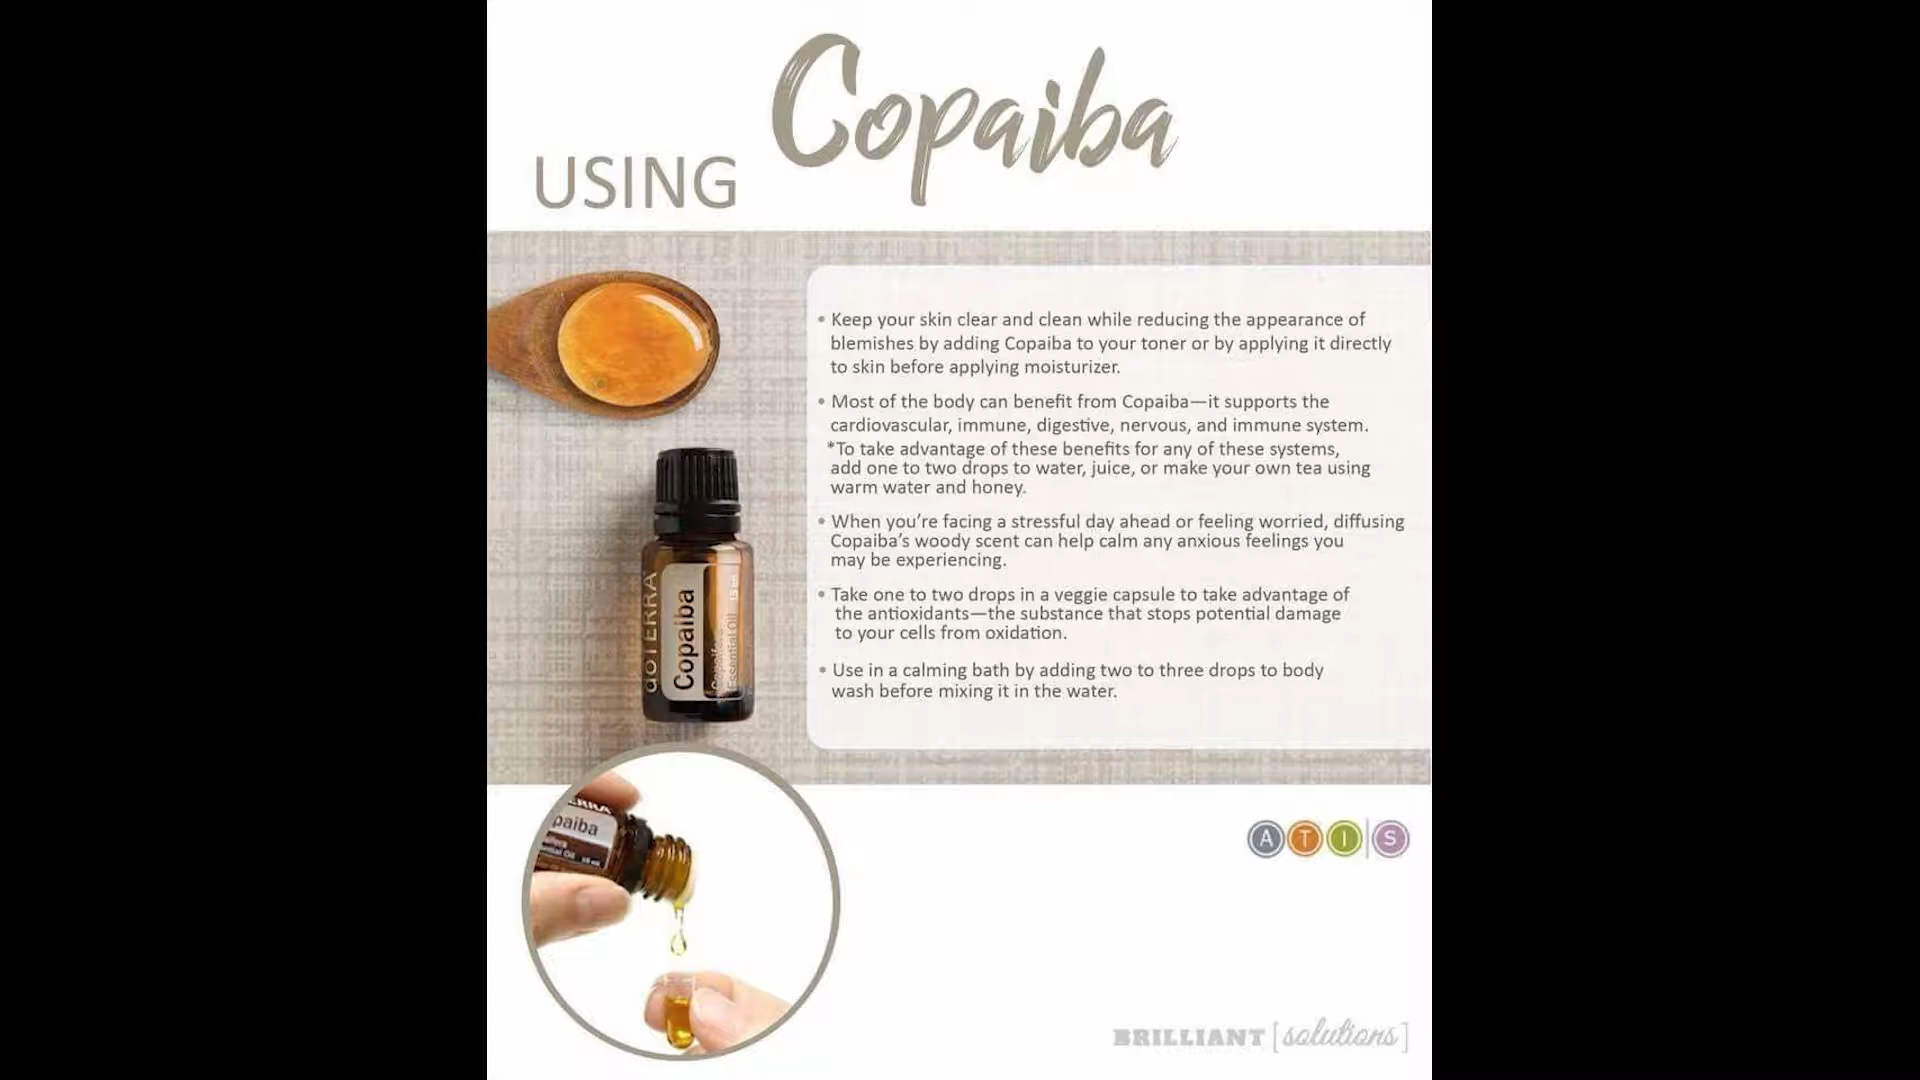 USING Copaiba
• Keep your skin clear and clean while reducing the appearance of
blemishes by adding Copaiba to your toner or by applying it directly
to skin before applying moisturizer.
• Most of the body can benefit from Copaiba—it supports the
cardiovascular, immune, digestive, nervous, and immune system.
*To take advantage of these benefits for any of these systems,
add one to two drops to water, juice, or make your own tea using
warm water and honey.
• When you're facing a stressful day ahead or feeling worried, diffusing
Copaiba's woody scent can help calm any anxious feelings you
may be experiencing.
• Take one to two drops in a veggie capsule to take advantage of
the antioxidants—the substance that stops potential damage
to your cells from oxidation.
• Use in a calming bath by adding two to three drops to body
wash before mixing it in the water.
dōTERRA
Copaiba
Essential Oil
15 mL
ERRA
paiba
ential Oil
A T I | S
BRILLIANT [solutions]